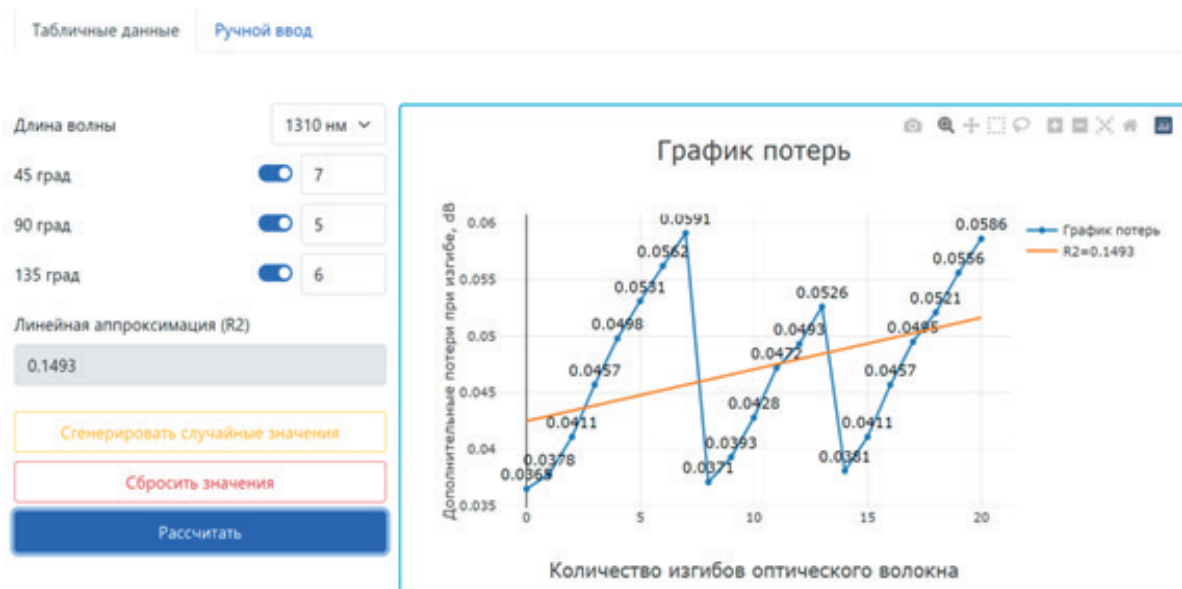 Табличные данные
Ручной ввод
Длина волны
1310 нм
45 град
7
90 град
5
135 град
6
Линейная аппроксимация (R2)
0.1493
Сгенерировать случайные значения
Сбросить значения
Рассчитать
График потерь
Дополнительные потери при изгибе, dB
0.06
0.055
0.05
0.045
0.04
0.035
0.0365
0.0378
0.0411
0.0457
0.0498
0.0531
0.0562
0.0591
0.0371
0.0393
0.0428
0.0472
0.0493
0.0526
0.0381
0.0411
0.0457
0.0495
0.0521
0.0556
0.0586
0
5
10
15
20
Количество изгибов оптического волокна
График потерь
R2=0.1493